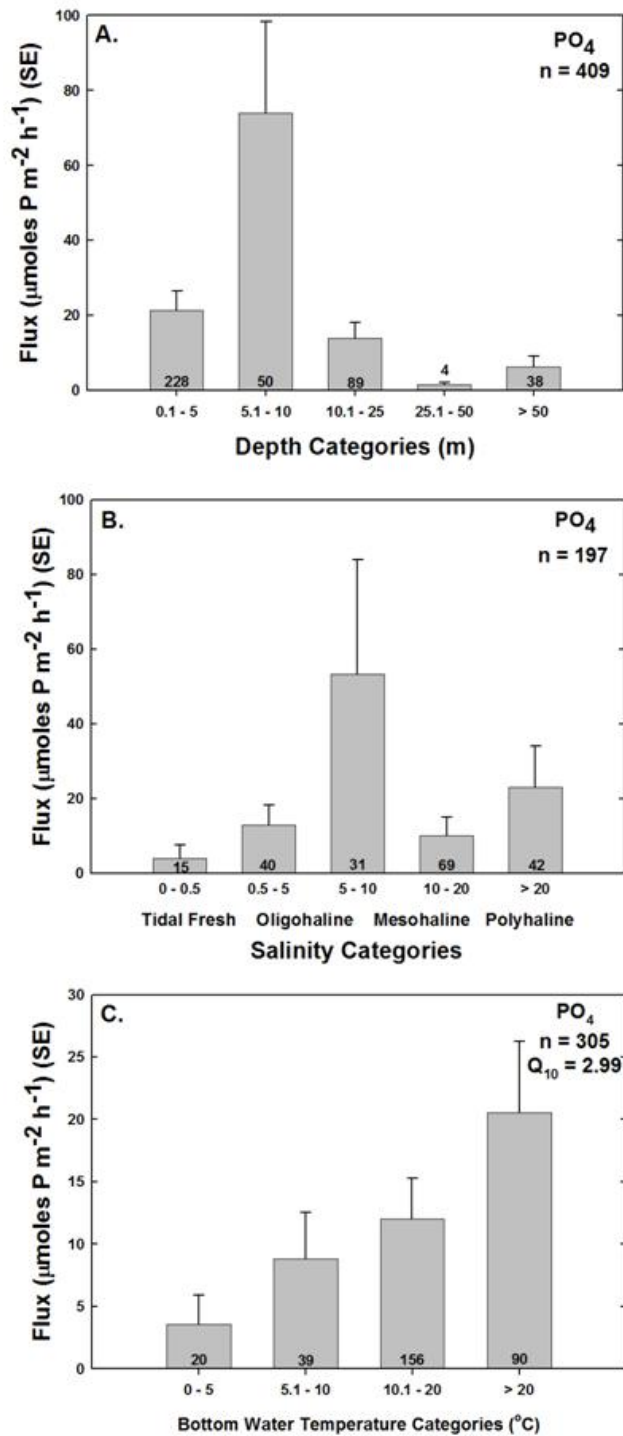 A.
PO4
n = 409
Flux (μmoles P m-2 h-1) (SE)
100
80
60
40
20
0
228
50
89
4
38
0.1 - 5
5.1 - 10
10.1 - 25
25.1 - 50
> 50
Depth Categories (m)
B.
PO4
n = 197
Flux (μmoles P m-2 h-1) (SE)
100
80
60
40
20
0
15
40
31
69
42
0 - 0.5
0.5 - 5
5 - 10
10 - 20
> 20
Tidal Fresh Oligohaline Mesohaline Polyhaline
Salinity Categories
C.
PO4
n = 305
Q10 = 2.99
Flux (μmoles P m-2 h-1) (SE)
30
25
20
15
10
5
0
20
39
156
90
0 - 5
5.1 - 10
10.1 - 20
> 20
Bottom Water Temperature Categories (oC)